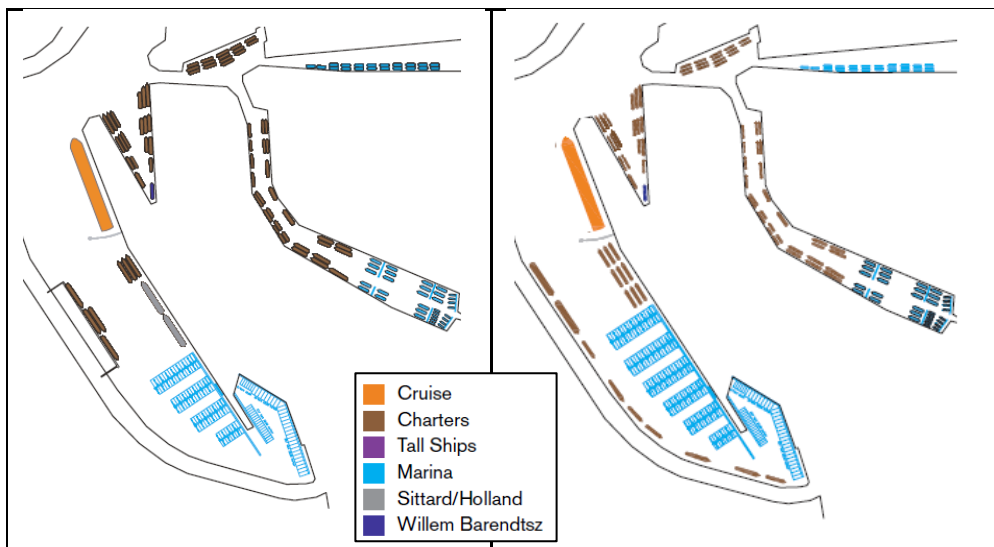 Cruise
Charters
Tall Ships
Marina
Sittard/Holland
Willem Barendtsz